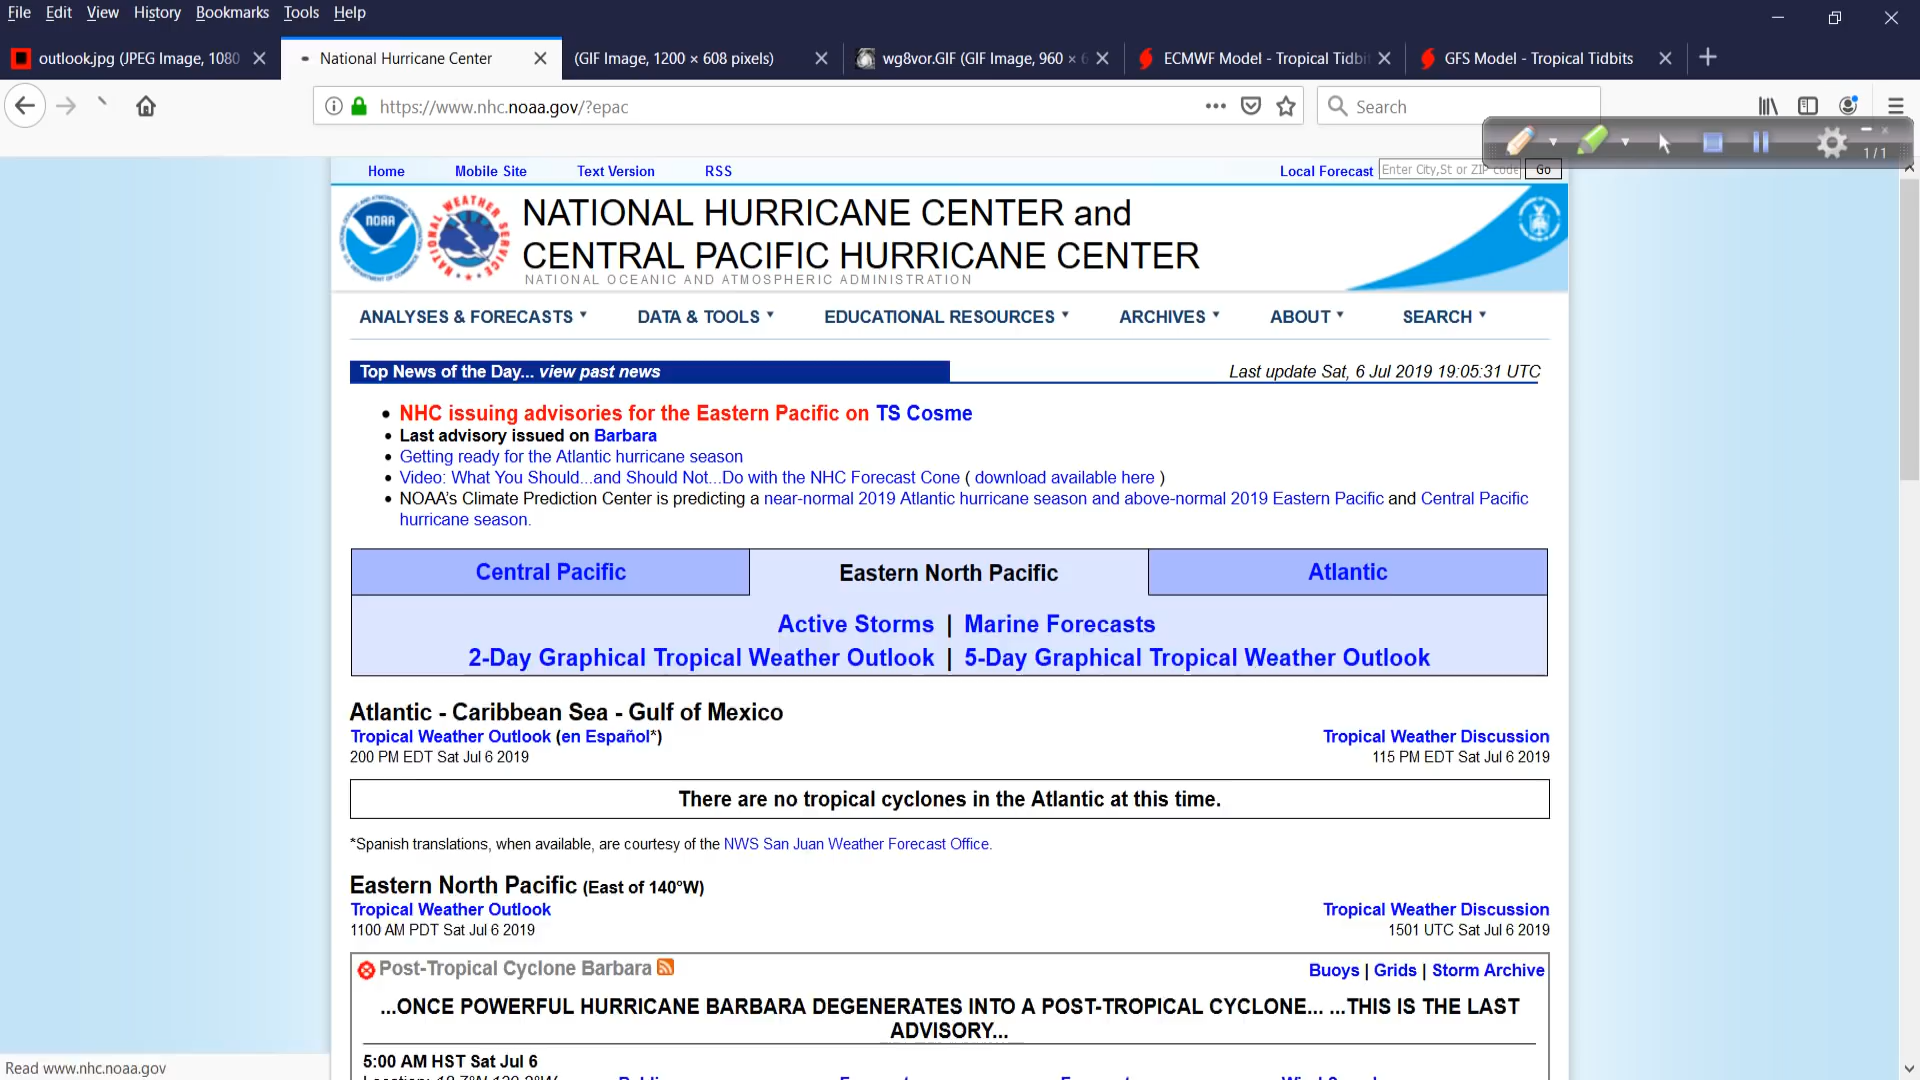 File Edit View History Bookmarks Tools Help
outlook.jpg (JPEG Image, 1080
National Hurricane Center
(GIF Image, 1200 × 608 pixels)
wg8vor.GIF (GIF Image, 960 × 6
ECMWF Model - Tropical Tidbi
GFS Model - Tropical Tidbits
https://www.nhc.noaa.gov/?epac
Search
1/1
Home Mobile Site Text Version RSS
Local Forecast Enter City,St or ZIP code Go
NOAA
NATIONAL WEATHER SERVICE
NATIONAL HURRICANE CENTER and
CENTRAL PACIFIC HURRICANE CENTER
NATIONAL OCEANIC AND ATMOSPHERIC ADMINISTRATION
ANALYSES & FORECASTS DATA & TOOLS EDUCATIONAL RESOURCES ARCHIVES ABOUT SEARCH
Top News of the Day... view past news
Last update Sat, 6 Jul 2019 19:05:31 UTC
• NHC issuing advisories for the Eastern Pacific on TS Cosme
• Last advisory issued on Barbara
• Getting ready for the Atlantic hurricane season
• Video: What You Should...and Should Not...Do with the NHC Forecast Cone ( download available here )
• NOAA's Climate Prediction Center is predicting a near-normal 2019 Atlantic hurricane season and above-normal 2019 Eastern Pacific and Central Pacific
hurricane season.
Central Pacific Eastern North Pacific Atlantic
Active Storms | Marine Forecasts
2-Day Graphical Tropical Weather Outlook | 5-Day Graphical Tropical Weather Outlook
Atlantic - Caribbean Sea - Gulf of Mexico
Tropical Weather Outlook (en Español*)
Tropical Weather Discussion
200 PM EDT Sat Jul 6 2019
115 PM EDT Sat Jul 6 2019
There are no tropical cyclones in the Atlantic at this time.
*Spanish translations, when available, are courtesy of the NWS San Juan Weather Forecast Office.
Eastern North Pacific (East of 140°W)
Tropical Weather Outlook
Tropical Weather Discussion
1100 AM PDT Sat Jul 6 2019
1501 UTC Sat Jul 6 2019
Post-Tropical Cyclone Barbara
Buoys | Grids | Storm Archive
...ONCE POWERFUL HURRICANE BARBARA DEGENERATES INTO A POST-TROPICAL CYCLONE... ...THIS IS THE LAST
ADVISORY...
5:00 AM HST Sat Jul 6
Read www.nhc.noaa.gov